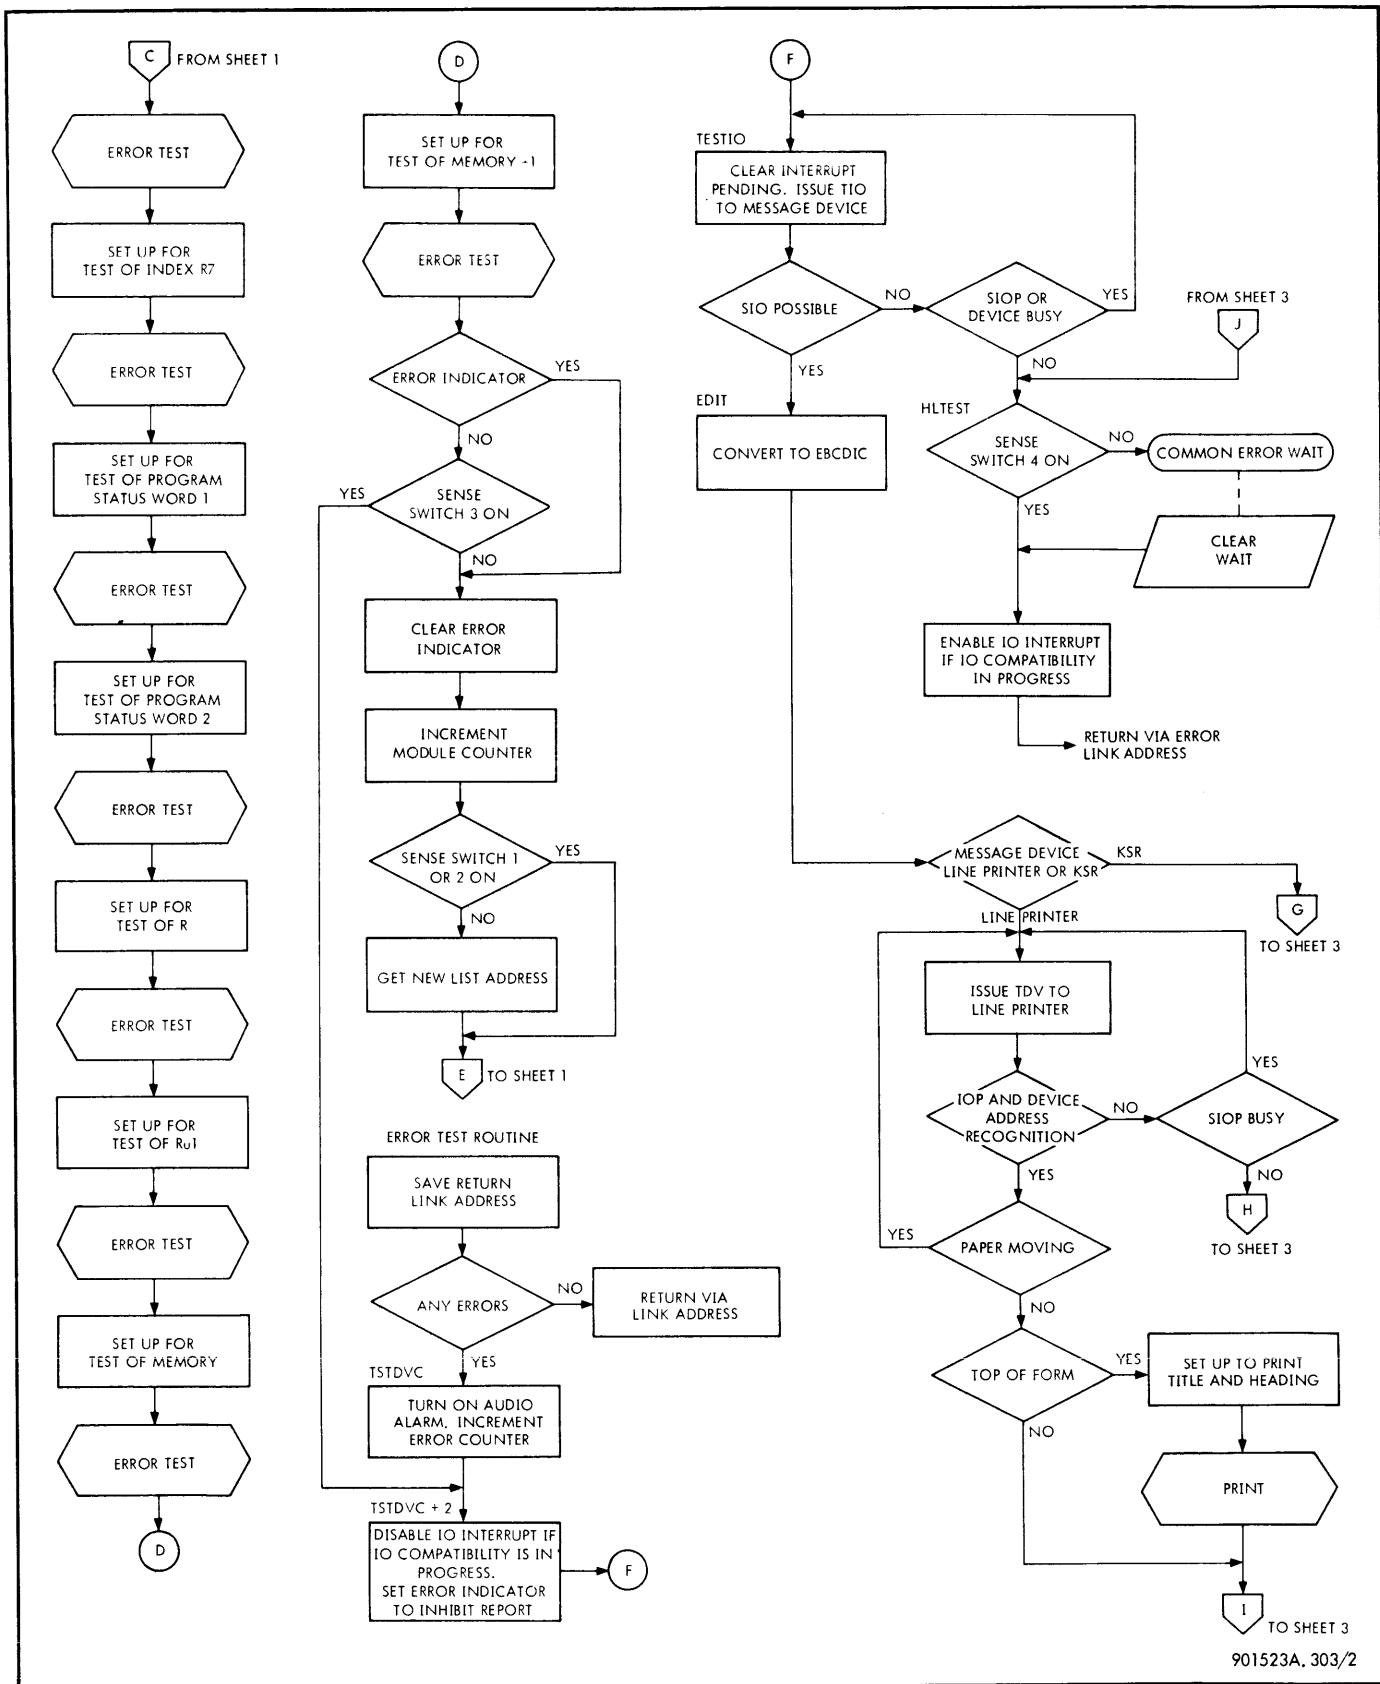 C FROM SHEET 1
ERROR TEST
SET UP FOR
TEST OF INDEX R7
ERROR TEST
SET UP FOR
TEST OF PROGRAM
STATUS WORD 1
ERROR TEST
SET UP FOR
TEST OF PROGRAM
STATUS WORD 2
ERROR TEST
SET UP FOR
TEST OF R
ERROR TEST
SET UP FOR
TEST OF Ru1
ERROR TEST
SET UP FOR
TEST OF MEMORY
ERROR TEST
D
D
SET UP FOR
TEST OF MEMORY -1
ERROR TEST
ERROR INDICATOR
YES
NO
YES
SENSE
SWITCH 3 ON
NO
CLEAR ERROR
INDICATOR
INCREMENT
MODULE COUNTER
SENSE SWITCH 1
OR 2 ON
YES
NO
GET NEW LIST ADDRESS
E TO SHEET 1
ERROR TEST ROUTINE
SAVE RETURN
LINK ADDRESS
ANY ERRORS
NO
RETURN VIA
LINK ADDRESS
YES
TSTDVC
TURN ON AUDIO
ALARM, INCREMENT
ERROR COUNTER
TSTDVC + 2
DISABLE IO INTERRUPT IF
IO COMPATIBILITY IS IN
PROGRESS.
SET ERROR INDICATOR
TO INHIBIT REPORT
F
F
TESTIO
CLEAR INTERRUPT
PENDING. ISSUE TIO
TO MESSAGE DEVICE
SIO POSSIBLE
NO
SIOP OR
DEVICE BUSY
YES
NO
YES
FROM SHEET 3
J
EDIT
CONVERT TO EBCDIC
HLTEST
SENSE
SWITCH 4 ON
NO
COMMON ERROR WAIT
YES
CLEAR
WAIT
ENABLE IO INTERRUPT
IF IO COMPATIBILITY
IN PROGRESS
RETURN VIA ERROR
LINK ADDRESS
MESSAGE DEVICE
LINE PRINTER OR KSR
KSR
G
TO SHEET 3
LINE PRINTER
ISSUE TDV TO
LINE PRINTER
IOP AND DEVICE
ADDRESS
RECOGNITION
NO
YES
SIOP BUSY
YES
NO
H
TO SHEET 3
YES
PAPER MOVING
NO
TOP OF FORM
YES
SET UP TO PRINT
TITLE AND HEADING
NO
PRINT
I
TO SHEET 3
901523A. 303/2